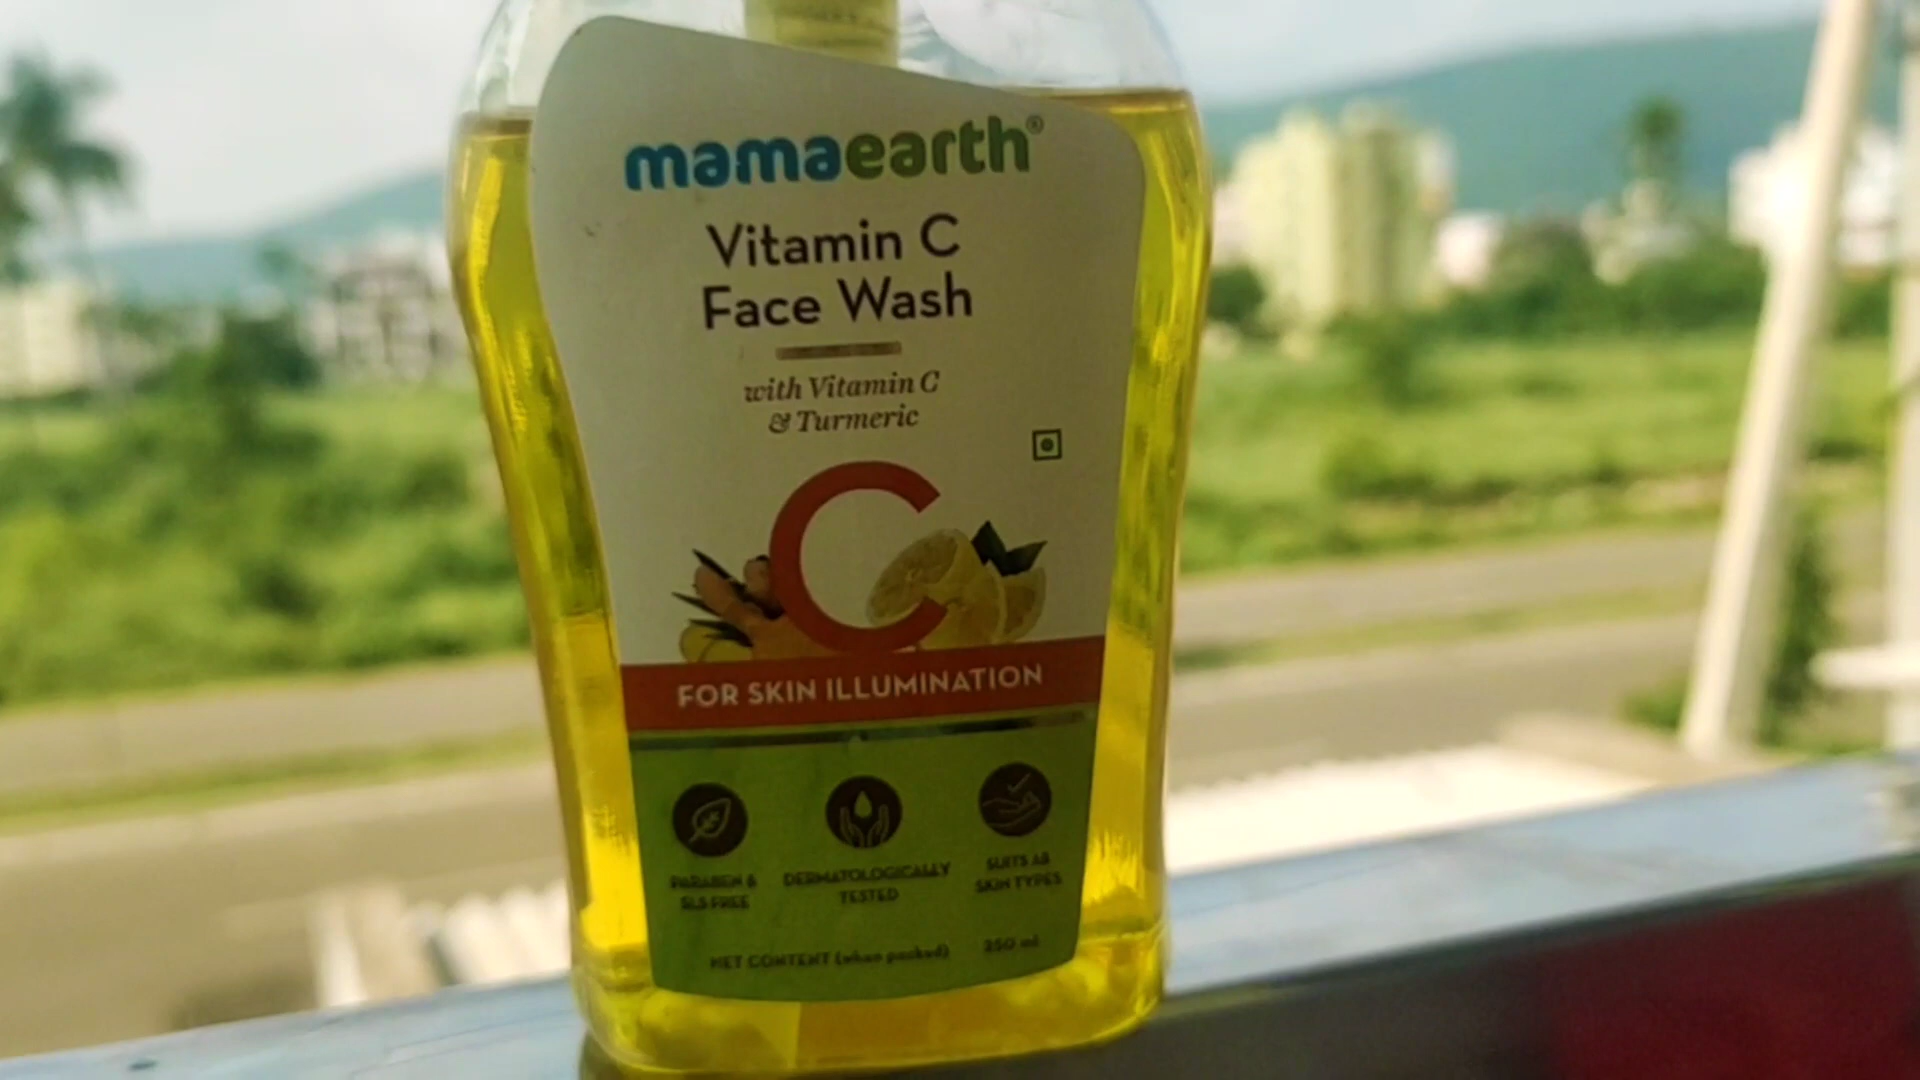 mamaearth®
Vitamin C
Face Wash
with Vitamin C
& Turmeric
C
FOR SKIN ILLUMINATION
PARABEN &
SLS FREE
DERMATOLOGICALLY
TESTED
SUITS All
SKIN TYPES
NET CONTENT (when packed) 250 ml